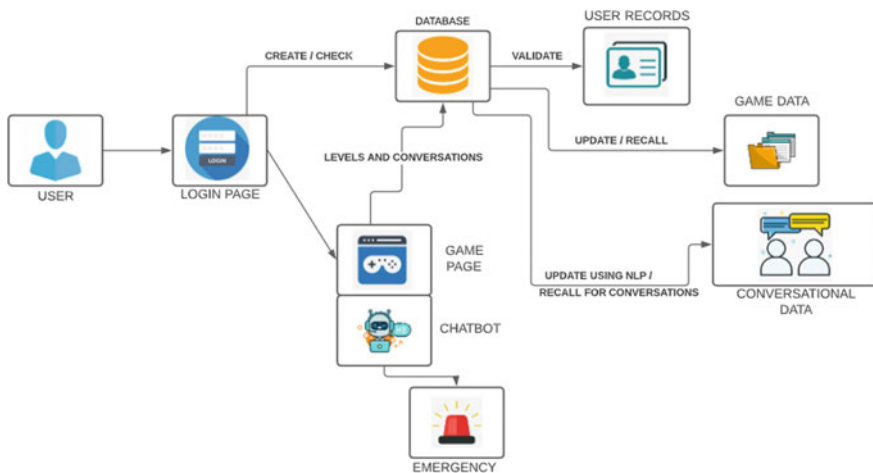 DATABASE
USER RECORDS
CREATE / CHECK
VALIDATE
GAME DATA
LOGIN
UPDATE / RECALL
LEVELS AND CONVERSATIONS
USER
LOGIN PAGE
GAME
PAGE
UPDATE USING NLP /
RECALL FOR CONVERSATIONS
CONVERSATIONAL
DATA
CHATBOT
EMERGENCY